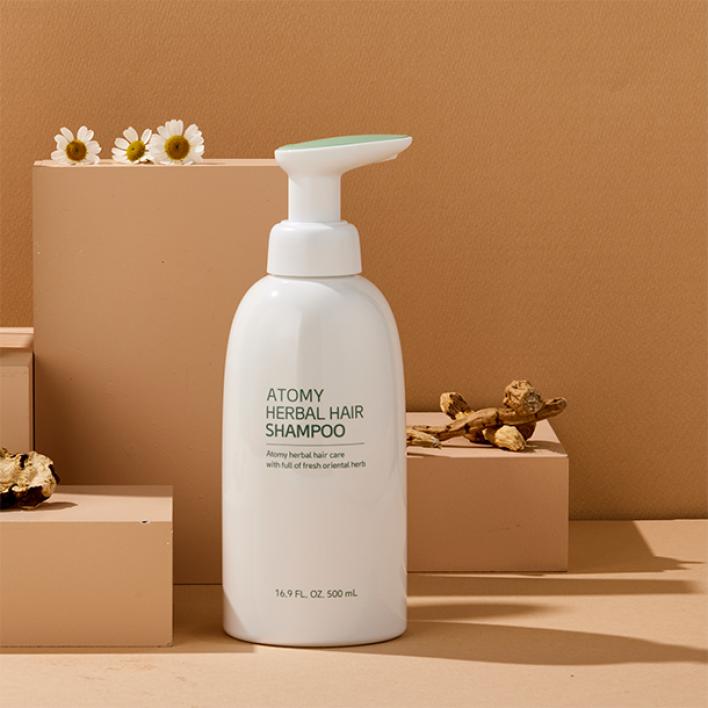 ATOMY
HERBAL HAIR
SHAMPOO
Atomy herbal hair care
with full of fresh oriental herb
16.9 FL. OZ. 500 mL